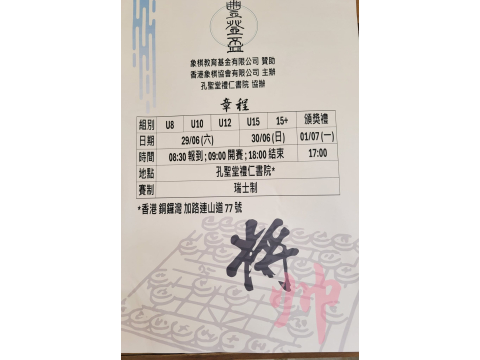 豐登盃
象棋教育基金有限公司 贊助
香港象棋協會有限公司 主辦
孔聖堂禮仁書院 協辦
章程
組別 U8 U10 U12 U15 15+ 頒獎禮
日期 29/06 (六) 30/06 (日) 01/07 (一)
時間 08:30 報到 ; 09:00 開賽 ; 18:00 結束 17:00
地點 孔聖堂禮仁書院*
賽制 瑞士制
*香港 銅鑼灣 加路連山道 77 號
將
帥